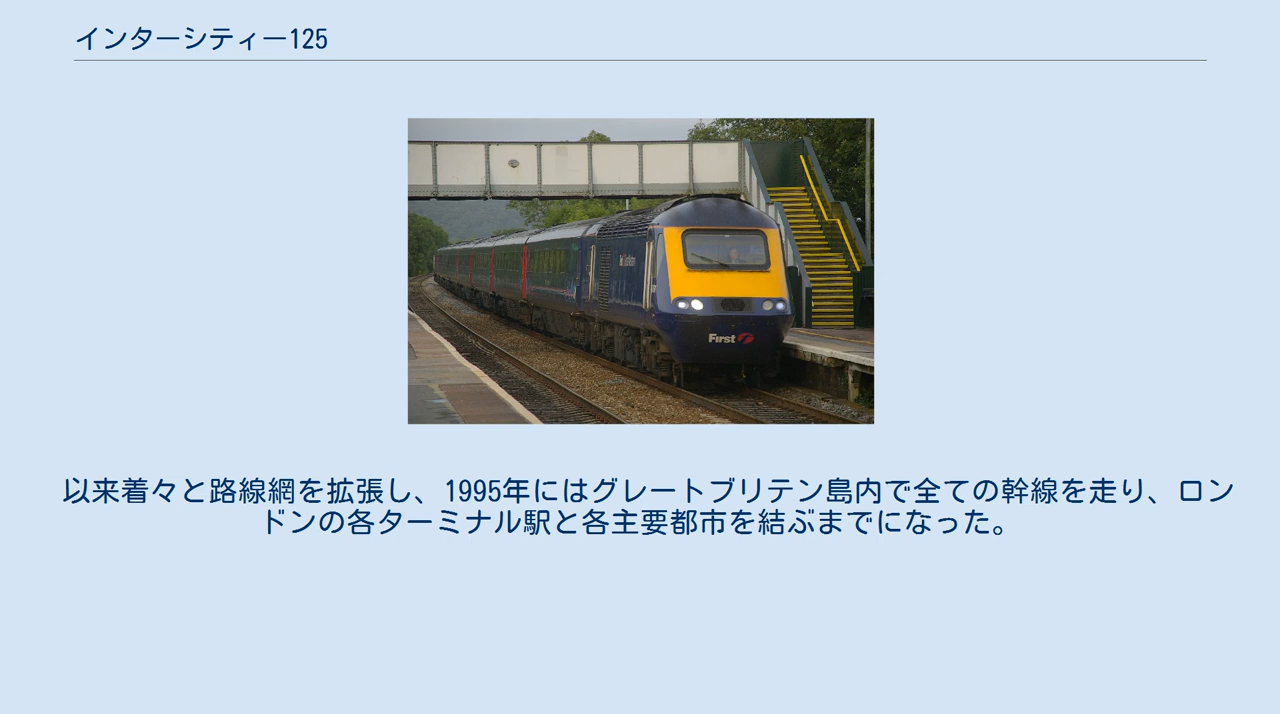 インターシティー125
First
以来着々と路線網を拡張し、1995年にはグレートブリテン島内で全ての幹線を走り、ロン
ドンの各ターミナル駅と各主要都市を結ぶまでになった。